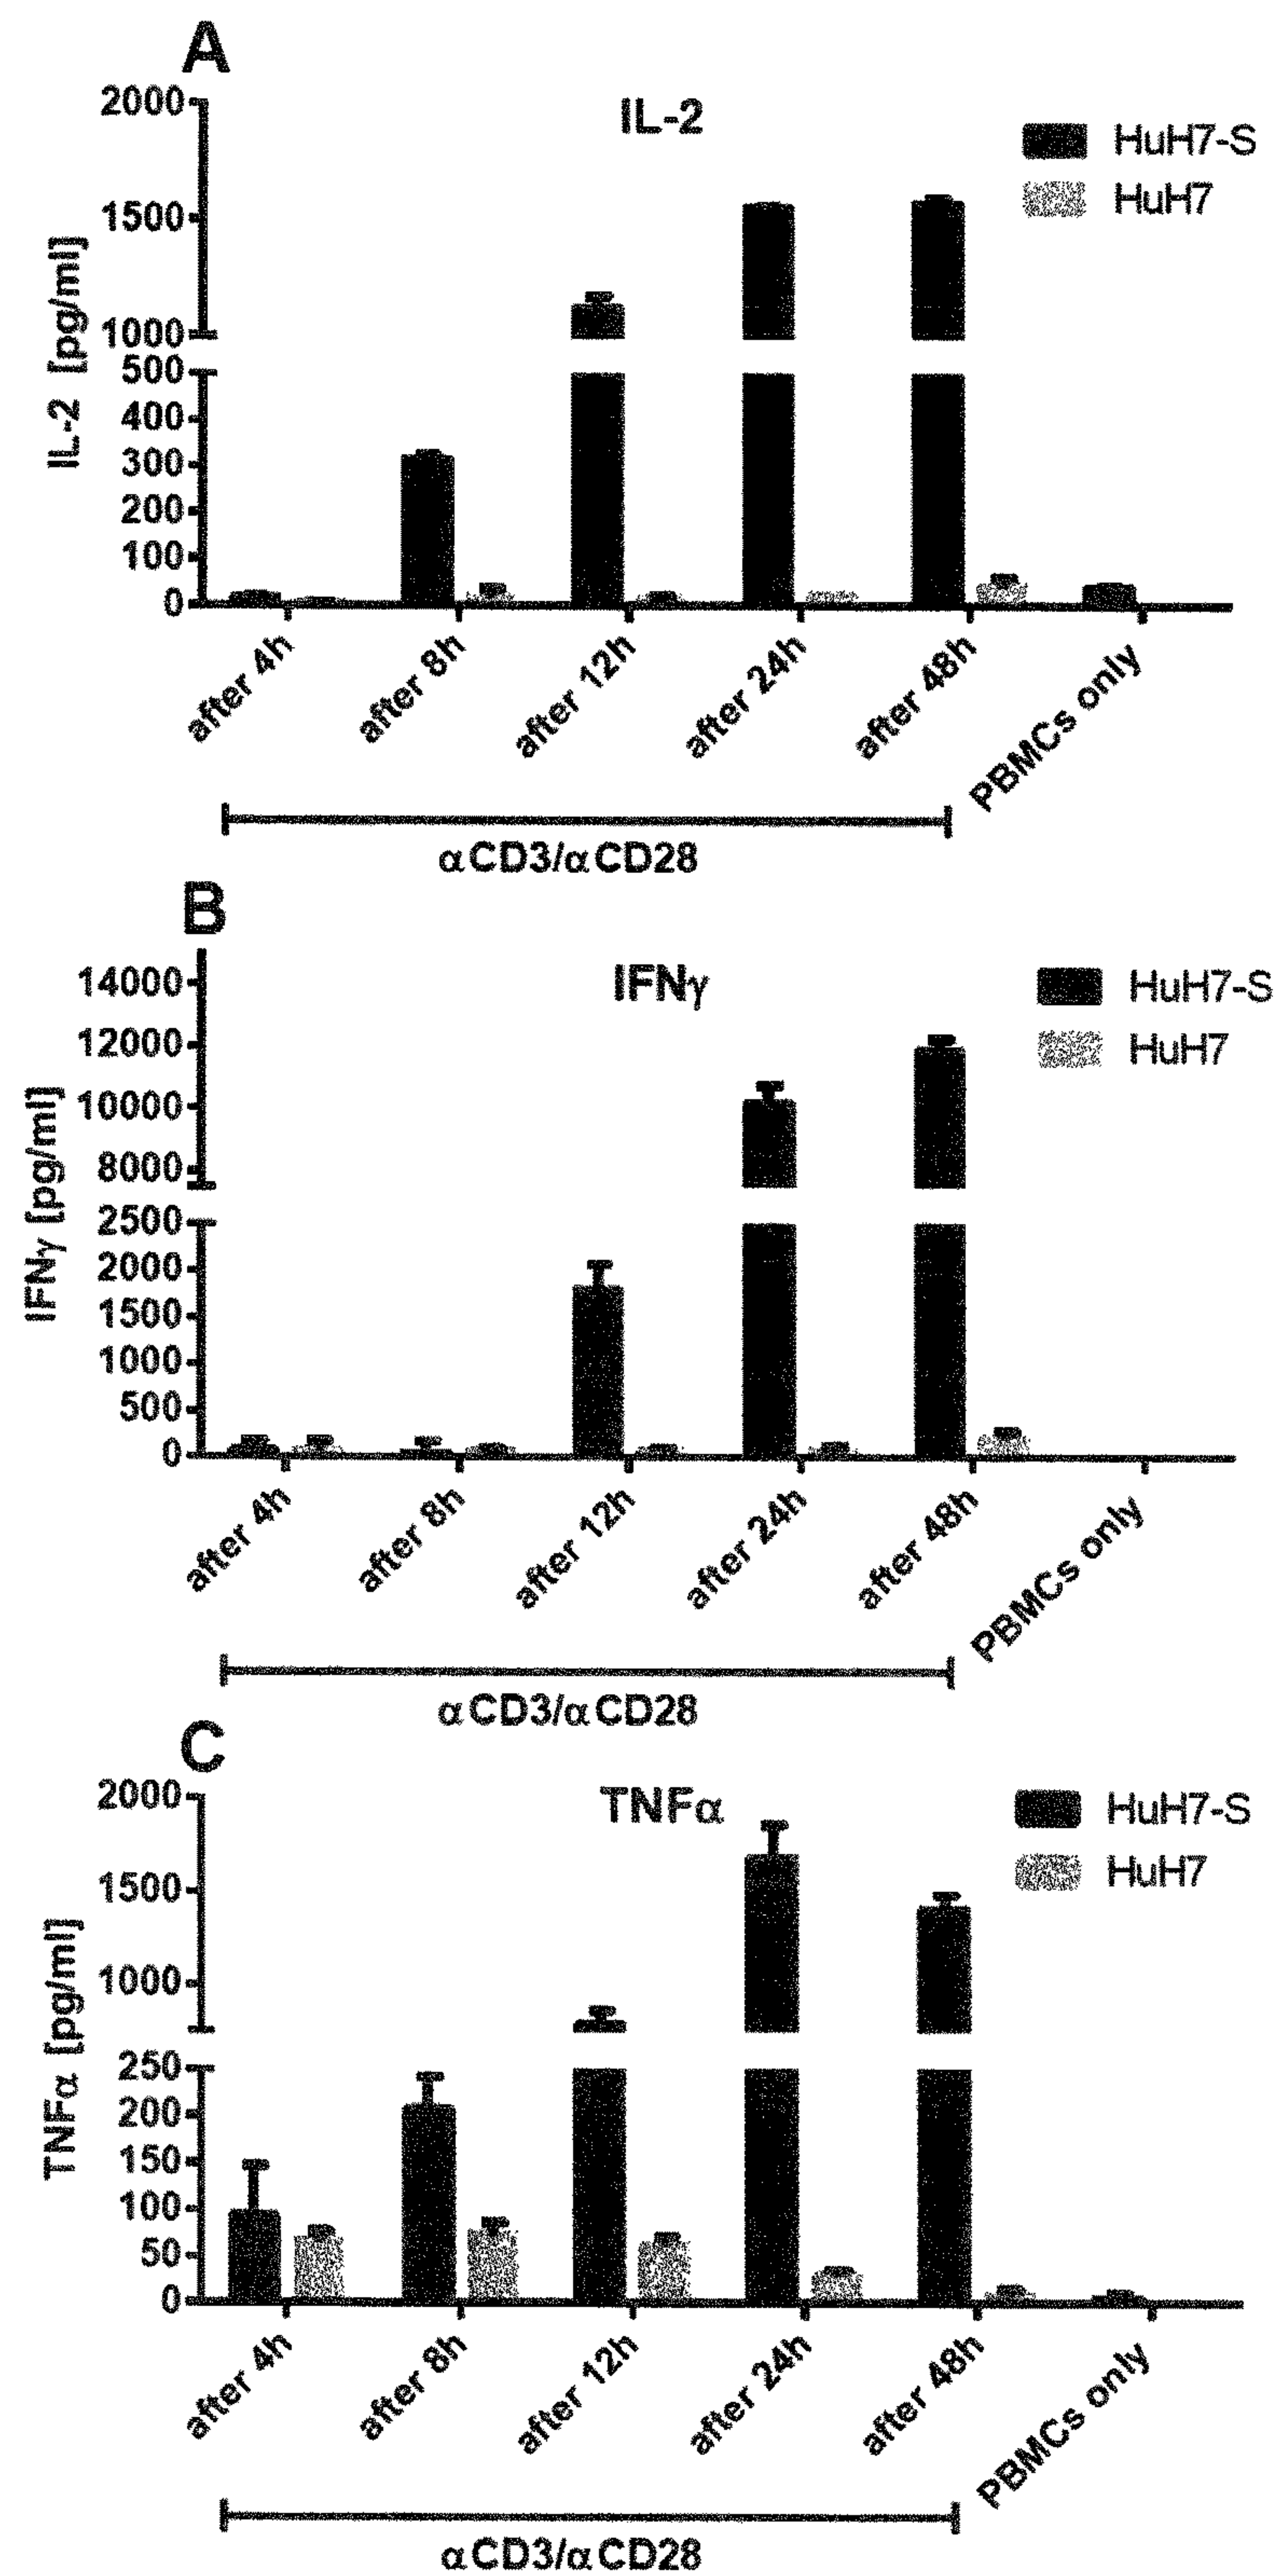 A
IL-2
HuH7-S
HuH7
IL-2 [pg/ml]
2000
1500
1000
500
400
300
200
100
0
after 4h
after 8h
after 12h
after 24h
after 48h
PBMCs only
αCD3/αCD28
B
IFNγ
HuH7-S
HuH7
IFNγ [pg/ml]
14000
12000
10000
8000
2500
2000
1500
1000
500
0
after 4h
after 8h
after 12h
after 24h
after 48h
PBMCs only
αCD3/αCD28
C
TNFα
HuH7-S
HuH7
TNFα [pg/ml]
2000
1500
1000
250
200
150
100
50
0
after 4h
after 8h
after 12h
after 24h
after 48h
PBMCs only
αCD3/αCD28